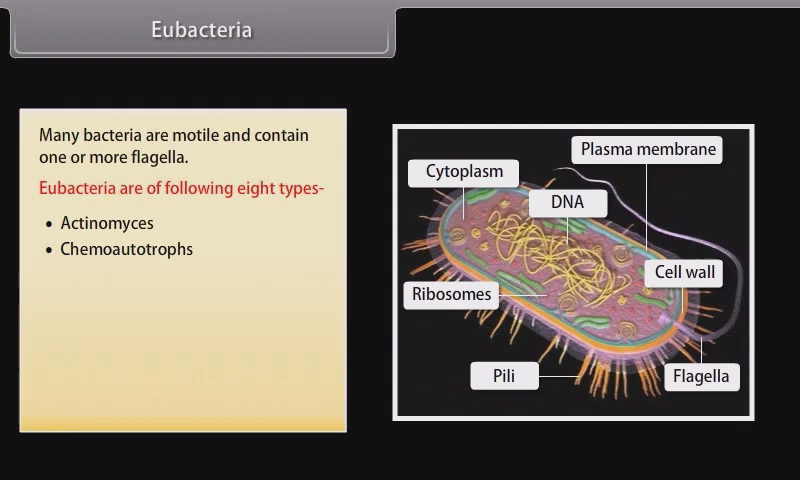 Eubacteria
Many bacteria are motile and contain
one or more flagella.
Eubacteria are of following eight types-
• Actinomyces
• Chemoautotrophs
Plasma membrane
Cytoplasm
DNA
Cell wall
Ribosomes
Pili
Flagella